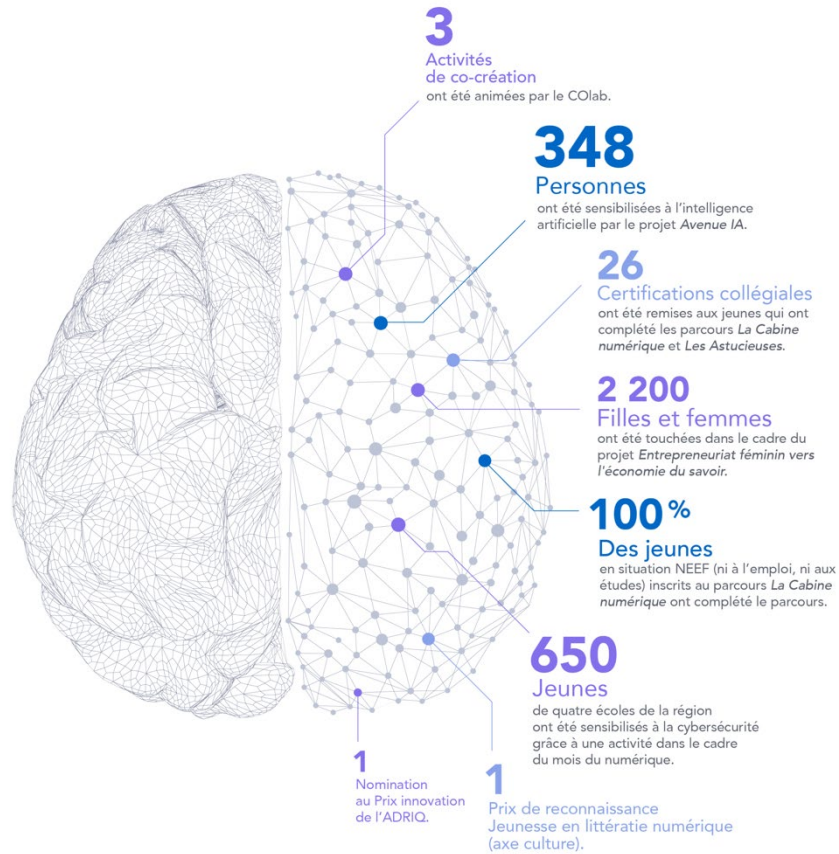 3
Activités
de co-création
ont été animées par le COlab.
348
Personnes
ont été sensibilisées à l'intelligence
artificielle par le projet Avenue IA.
26
Certifications collégiales
ont été remises aux jeunes qui ont
complété les parcours La Cabine
numérique et Les Astucieuses.
2 200
Filles et femmes
ont été touchées dans le cadre du
projet Entrepreneuriat féminin vers
l'économie du savoir.
100 %
Des jeunes
en situation NEEF (ni à l'emploi, ni aux
études) inscrits au parcours La Cabine
numérique ont complété le parcours.
650
Jeunes
de quatre écoles de la région
ont été sensibilisés à la cybersécurité
grâce à une activité dans le cadre
du mois du numérique.
1
Nomination
au Prix innovation
de l'ADRIQ.
1
Prix de reconnaissance
Jeunesse en littératie numérique
(axe culture).